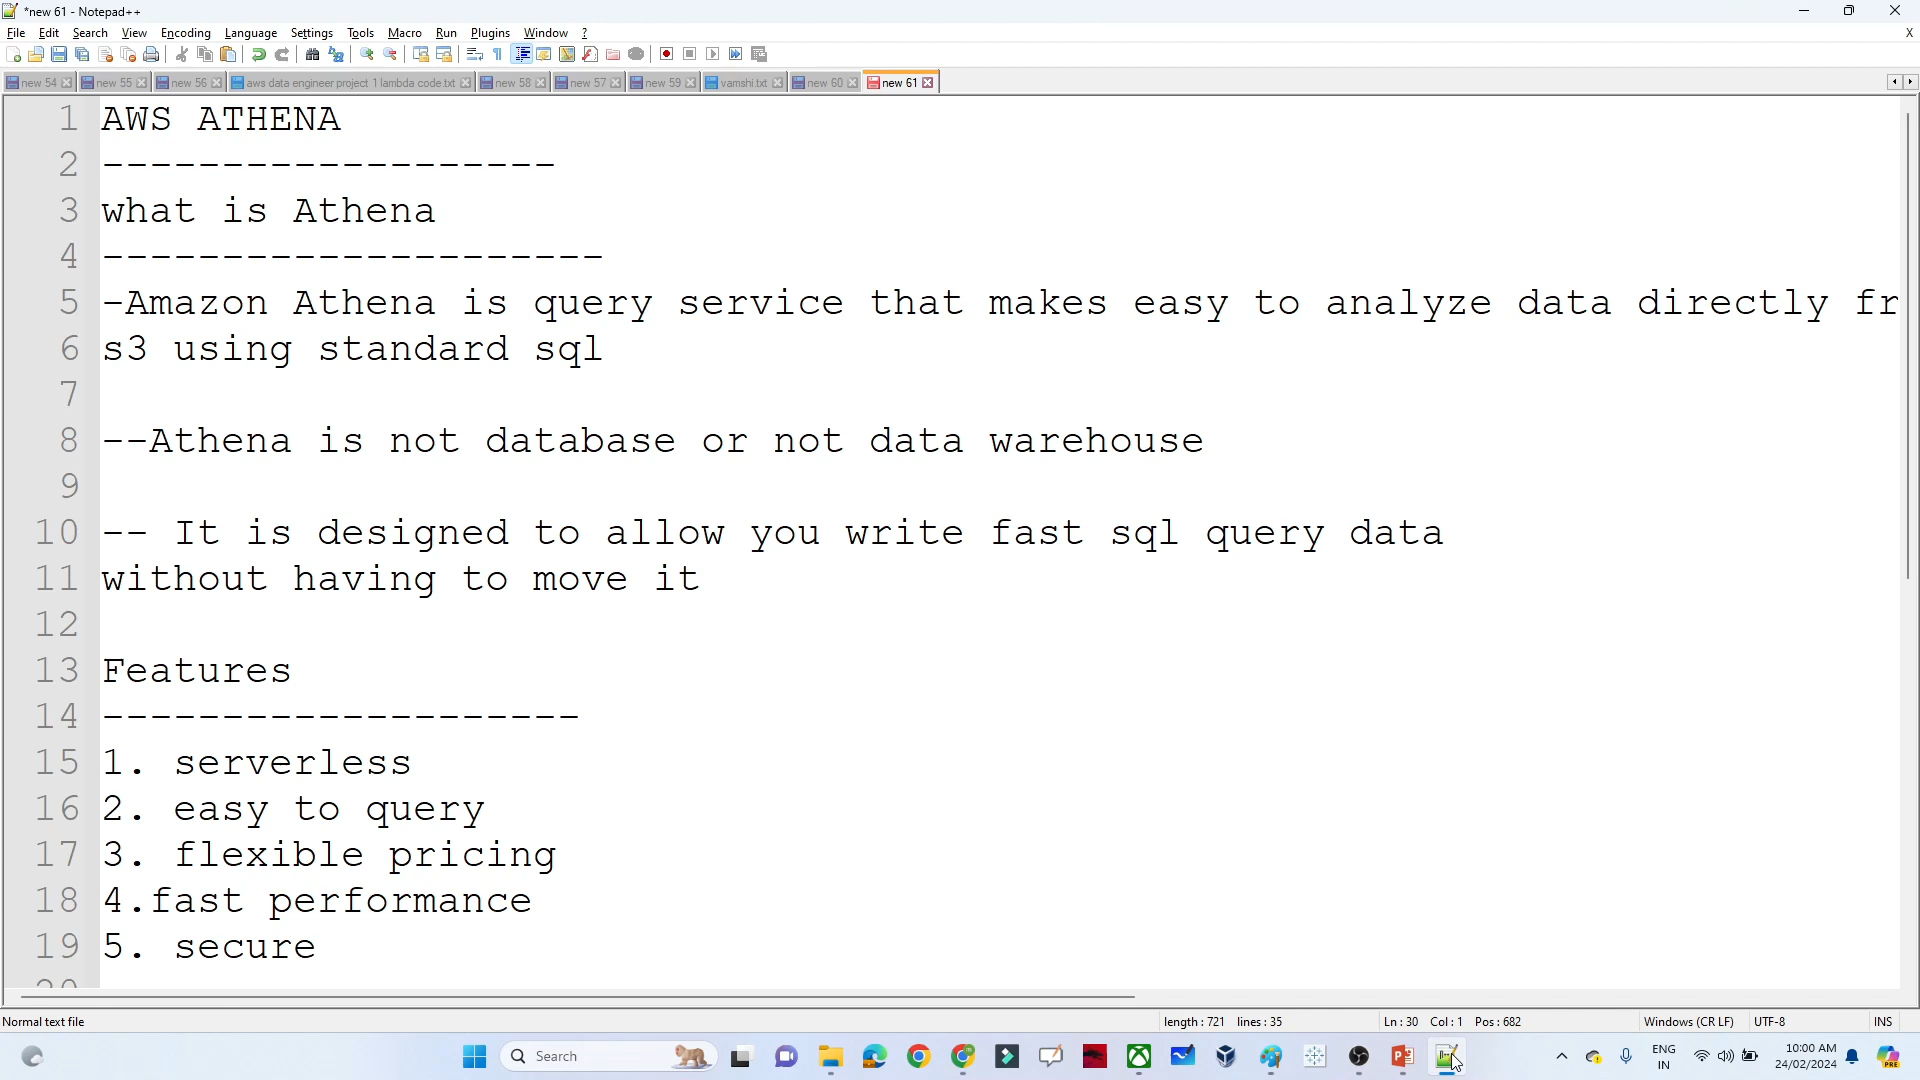 *new 61 - Notepad++
File Edit Search View Encoding Language Settings Tools Macro Run Plugins Window ? X
new 54 new 55 new 56 aws data engineer project 1 lambda code.txt new 58 new 57 new 59 vamshi.txt new 60 new 61
1 AWS ATHENA
2 -------------------
3 what is Athena
4 ---------------------
5 -Amazon Athena is query service that makes easy to analyze data directly fr
6 s3 using standard sql
7
8 --Athena is not database or not data warehouse
9
10 -- It is designed to allow you write fast sql query data
11 without having to move it
12
13 Features
14 --------------------
15 1. serverless
16 2. easy to query
17 3. flexible pricing
18 4.fast performance
19 5. secure
20
Normal text file length : 721 lines : 35 Ln : 30 Col : 1 Pos : 682 Windows (CR LF) UTF-8 INS
Search ENG IN 10:00 AM 24/02/2024 PRE